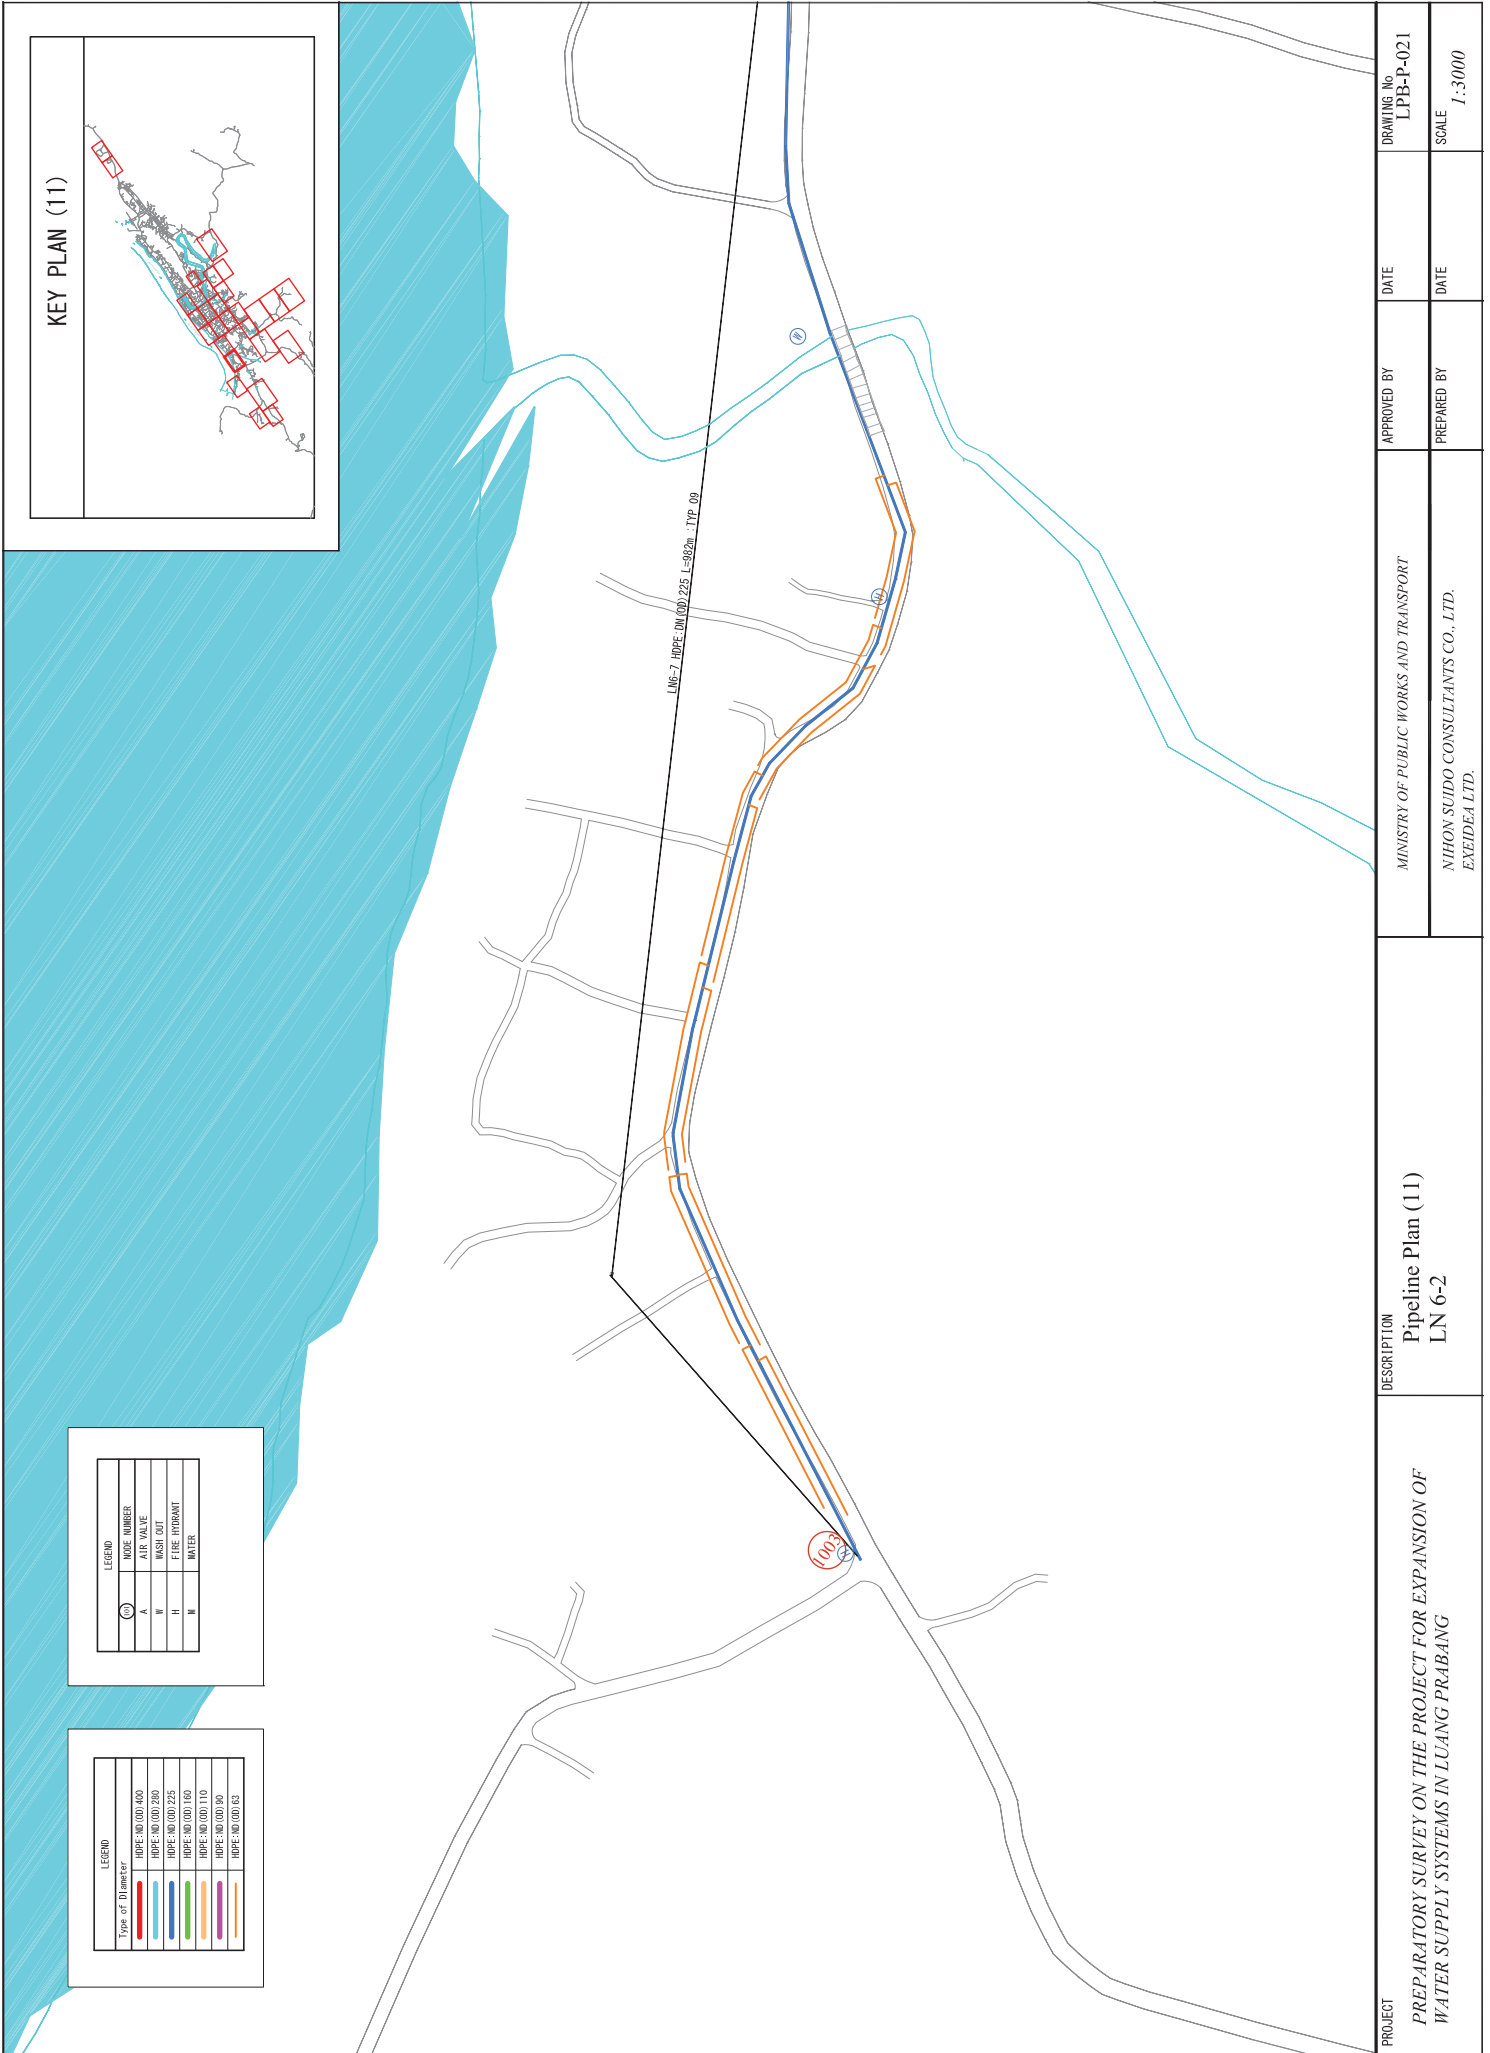 KEY PLAN (11)
LEGEND
Type of Diameter
HDPE:ND(OD)400
HDPE:ND(OD)280
HDPE:ND(OD)225
HDPE:ND(OD)160
HDPE:ND(OD)110
HDPE:ND(OD)90
HDPE:ND(OD)63
LEGEND
101 NODE NUMBER
A AIR VALVE
W WASH OUT
H FIRE HYDRANT
M MATER
LN6-7 HDPE:DN(OD)225 L=982m :TYP 09
W
H
1003
H
PROJECT
PREPARATORY SURVEY ON THE PROJECT FOR EXPANSION OF
WATER SUPPLY SYSTEMS IN LUANG PRABANG
DESCRIPTION
Pipeline Plan (11)
LN 6-2
MINISTRY OF PUBLIC WORKS AND TRANSPORT
NIHON SUIDO CONSULTANTS CO., LTD.
EXEIDEA LTD.
APPROVED BY
DATE
DRAWING No
LPB-P-021
PREPARED BY
DATE
SCALE
1:3000